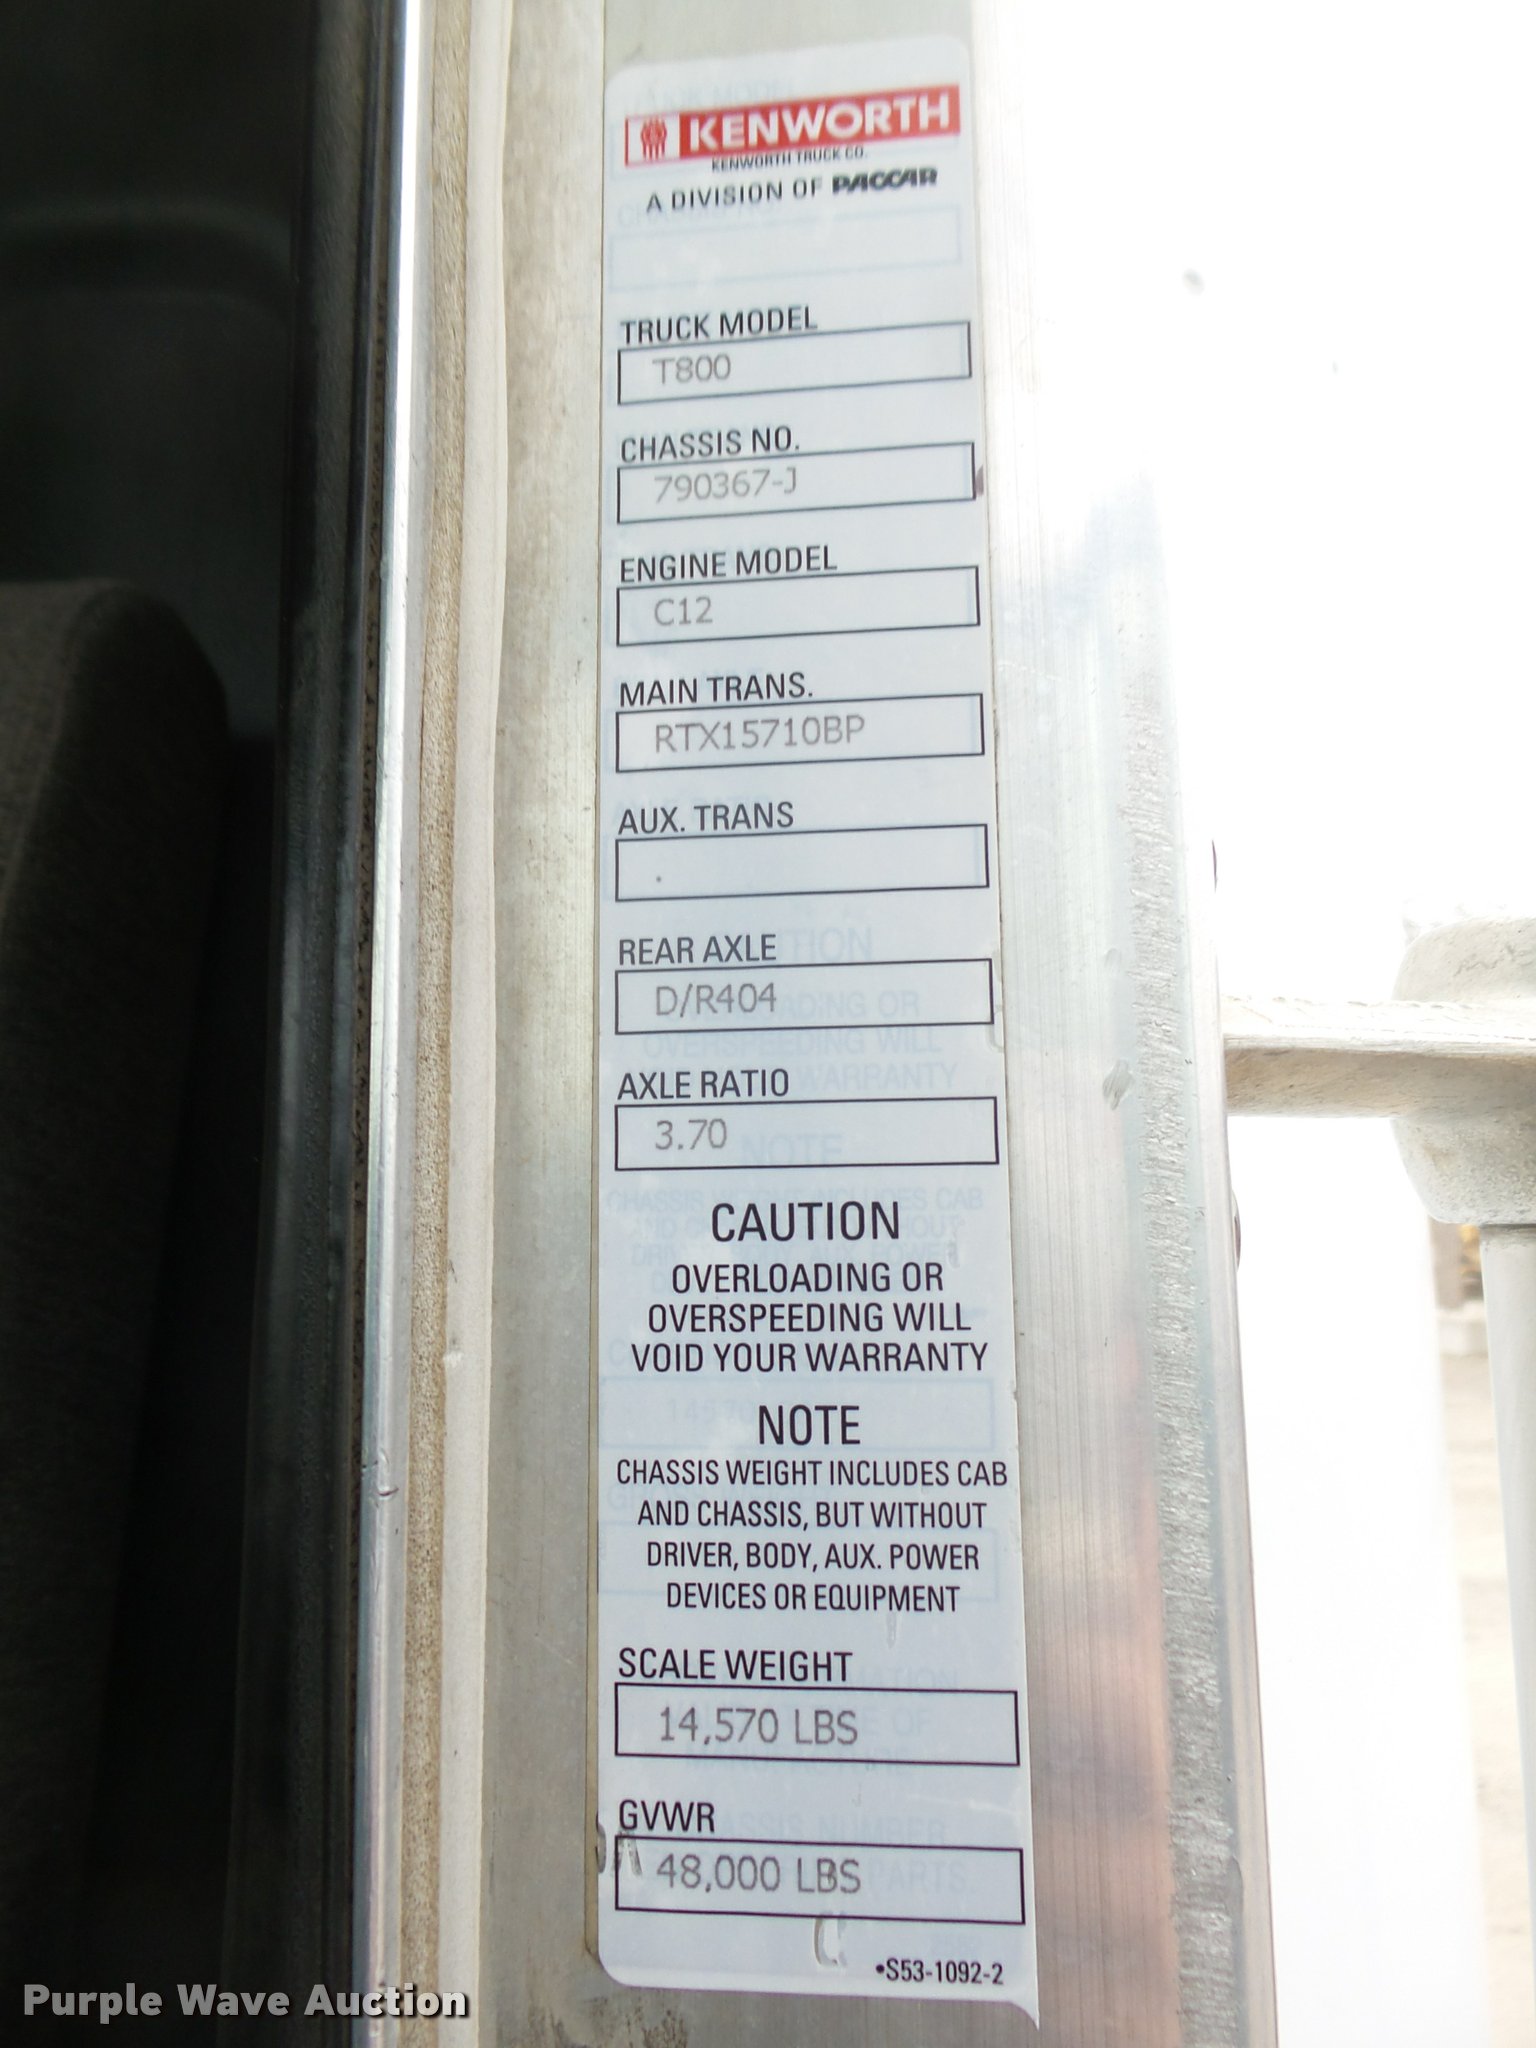 KENWORTH
KENWORTH TRUCK CO.
A DIVISION OF PACCAR
TRUCK MODEL
T800
CHASSIS NO.
790367-J
ENGINE MODEL
C12
MAIN TRANS.
RTX15710BP
AUX. TRANS
.
REAR AXLE
D/R404
AXLE RATIO
3.70
CAUTION
OVERLOADING OR
OVERSPEEDING WILL
VOID YOUR WARRANTY
NOTE
CHASSIS WEIGHT INCLUDES CAB
AND CHASSIS, BUT WITHOUT
DRIVER, BODY, AUX. POWER
DEVICES OR EQUIPMENT
SCALE WEIGHT
14,570 LBS
GVWR
48,000 LBS
•S53-1092-2
Purple Wave Auction